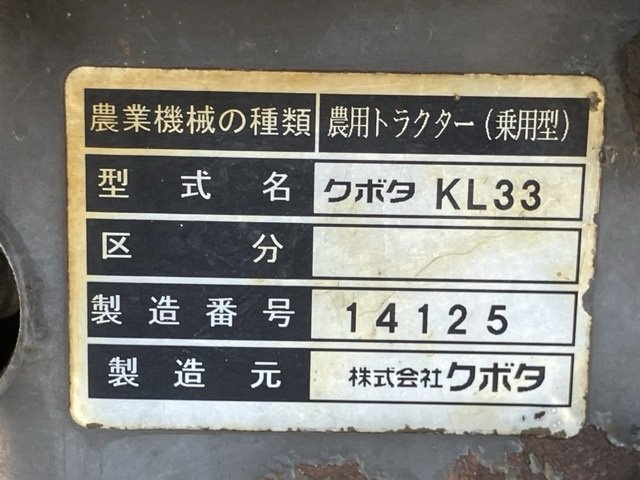 農業機械の種類 農用トラクター(乗用型)
型式名 クボタ KL33
区分
製造番号 14125
製造元 株式会社クボタ